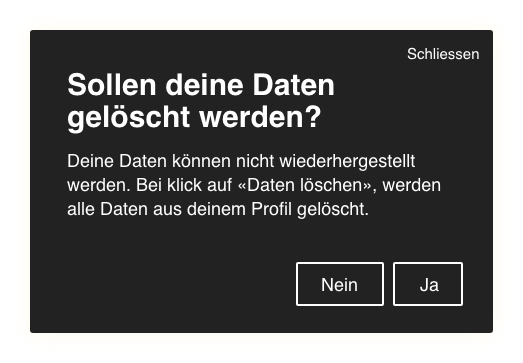 Schliessen
Sollen deine Daten
gelöscht werden?
Deine Daten können nicht wiederhergestellt
werden. Bei klick auf «Daten löschen», werden
alle Daten aus deinem Profil gelöscht.
Nein
Ja